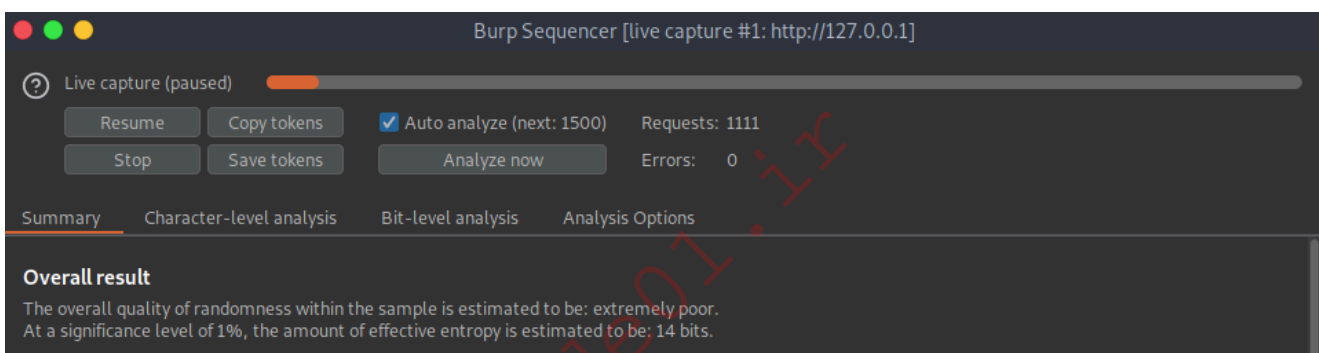 Burp Sequencer [live capture #1: http://127.0.0.1]
Live capture (paused)
Resume Copy tokens Auto analyze (next: 1500) Requests: 1111
Stop Save tokens Analyze now Errors: 0
Summary Character-level analysis Bit-level analysis Analysis Options
Overall result
The overall quality of randomness within the sample is estimated to be: extremely poor.
At a significance level of 1%, the amount of effective entropy is estimated to be: 14 bits.